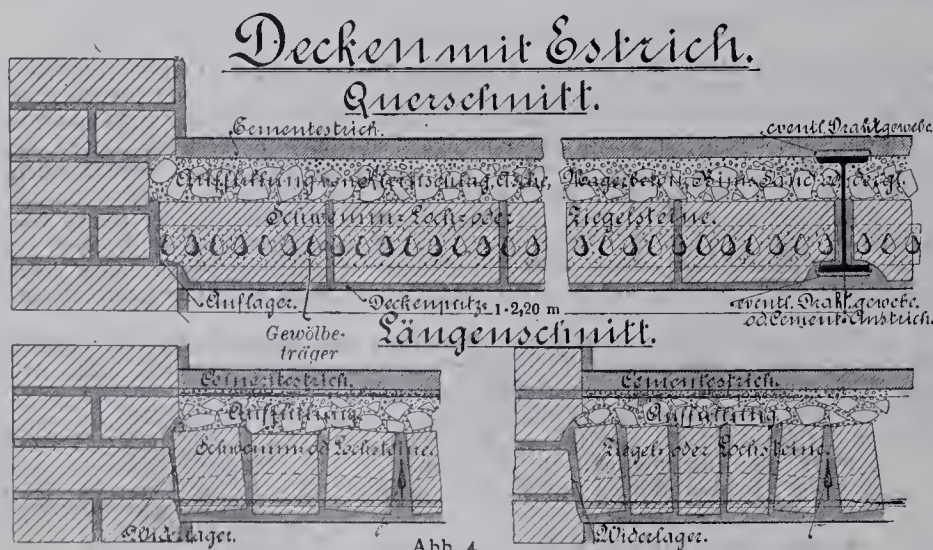 Decken mit Estrich.
Querschnitt.
Cementestrich.
eventl. Drahtgewebe.
Auffüllung von Kleinschlag, Asche, Magerbeton, Bims-Sand od. dergl.
Schwemm- Loch- oder Ziegelsteine.
Auflager.
Deckenputz.
1-2,20 m
eventl. Drahtgewebe.
od. Cement-Anstrich.
Gewölbe-
träger
Längenschnitt.
Cementestrich.
Cementestrich.
Auffüllung
Auffüllung
Schwemm- od. Lochsteine.
Ziegel- oder Lochsteine.
Widerlager.
Widerlager.
Abb. 4